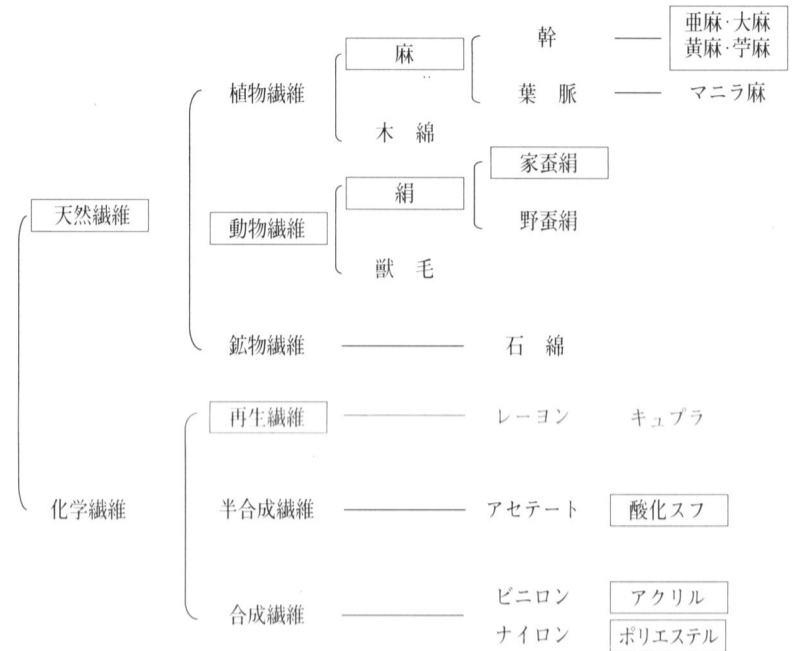 亜麻·大麻
黄麻·苧麻
幹
麻
葉脈
マニラ麻
植物繊維
木綿
家蚕絹
絹
天然繊維
野蚕絹
動物繊維
獣毛
鉱物繊維
石綿
再生繊維
レーヨン
キュプラ
化学繊維
半合成繊維
アセテート
酸化スフ
ビニロン
アクリル
合成繊維
ナイロン
ポリエステル